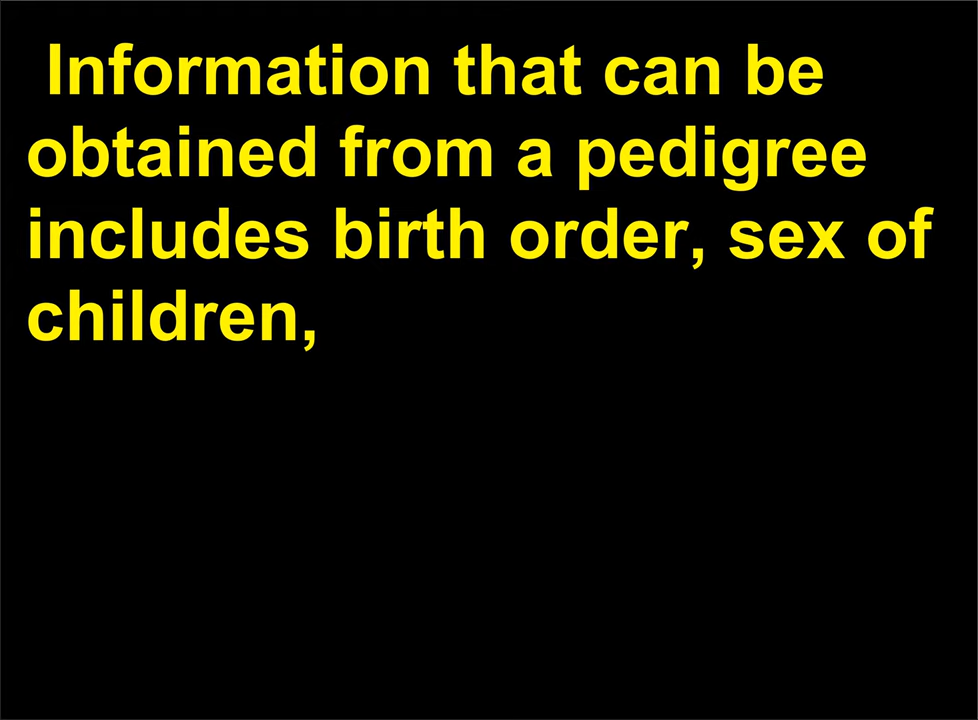 Information that can be
obtained from a pedigree
includes birth order, sex of
children,